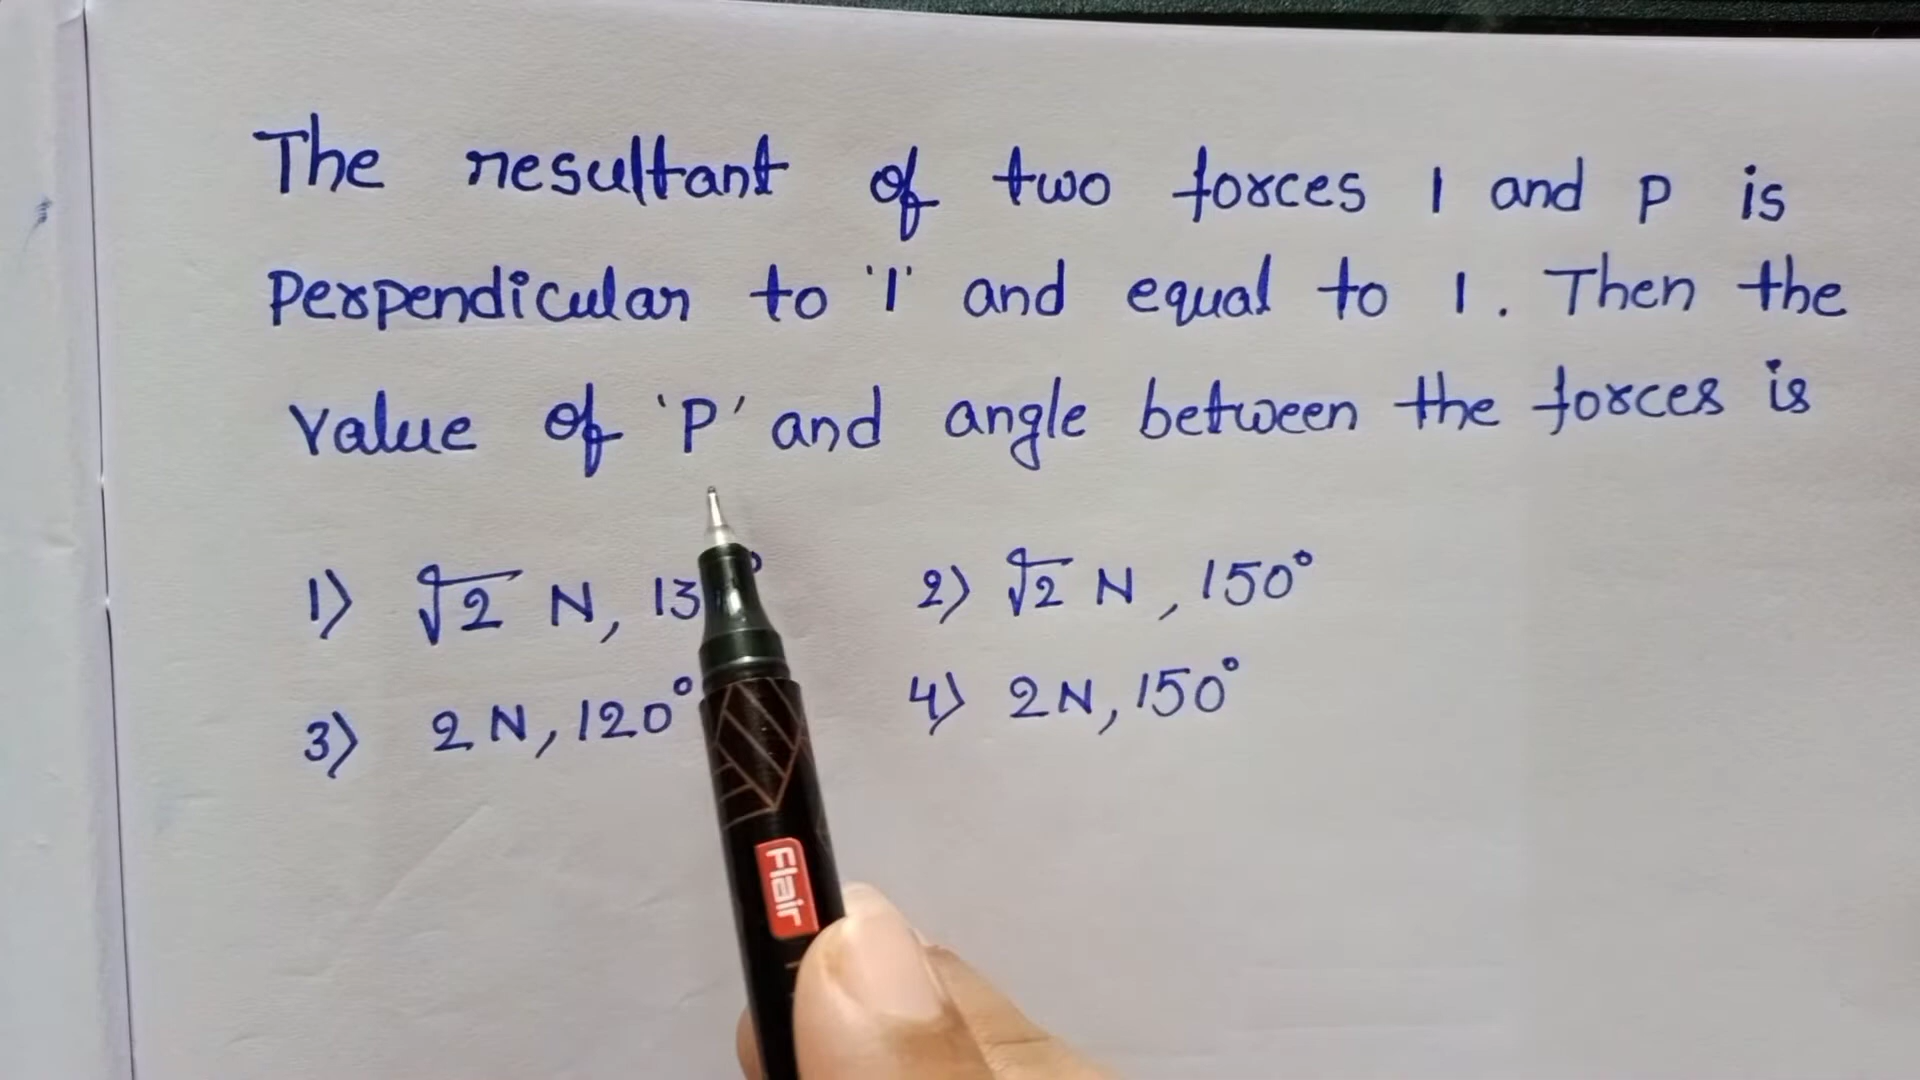 The resultant of two forces 1 and P is
Perpendicular to '1' and equal to 1. Then the
Value of 'P' and angle between the forces is
1) √2 N, 13 °
2) √2 N, 150°
3) 2 N, 120°
4) 2N, 150°
Flair